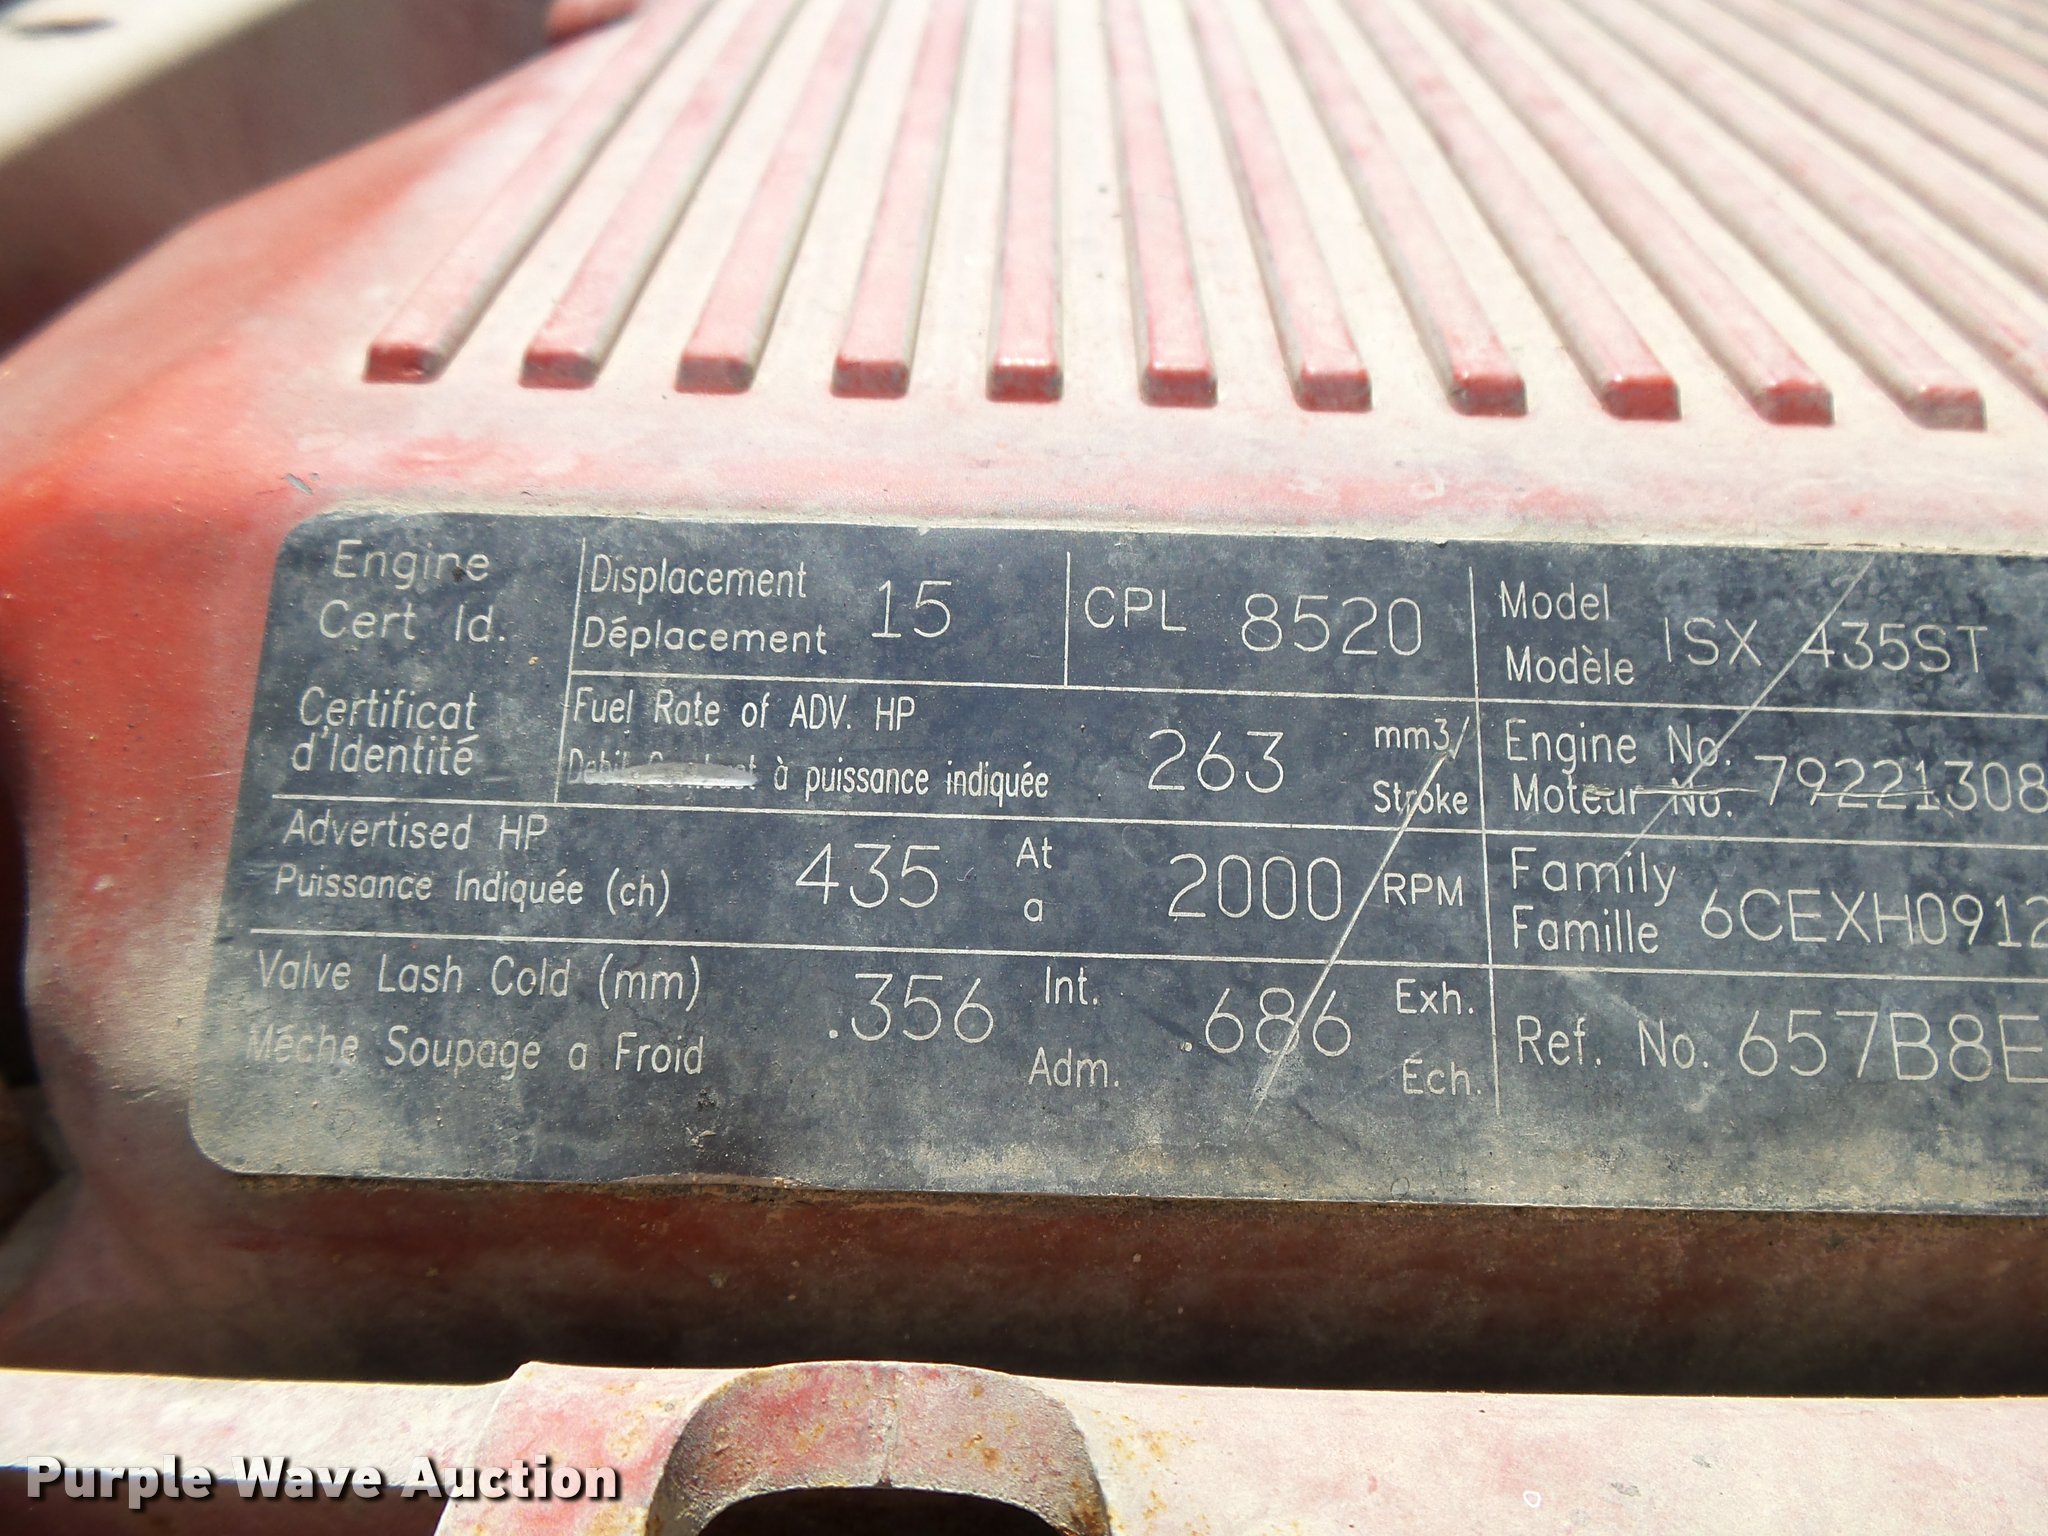 Engine
Cert Id.
Certificat
d'Identité
Displacement
Déplacement
15
CPL 8520
Model
Modèle
ISX 435ST
Fuel Rate of ADV. HP
Debit Combust à puissance indiquée
263
mm3/
Stroke
Engine No.
Moteur No.
79221308
Advertised HP
Puissance Indiquée (ch)
435
At
a
2000 RPM
Family
Famille
6CEXH0912
Valve Lash Cold (mm)
Méche Soupage a Froid
.356
Int.
Adm.
.686
Exh.
Éch.
Ref. No. 657B8E
Purple Wave Auction